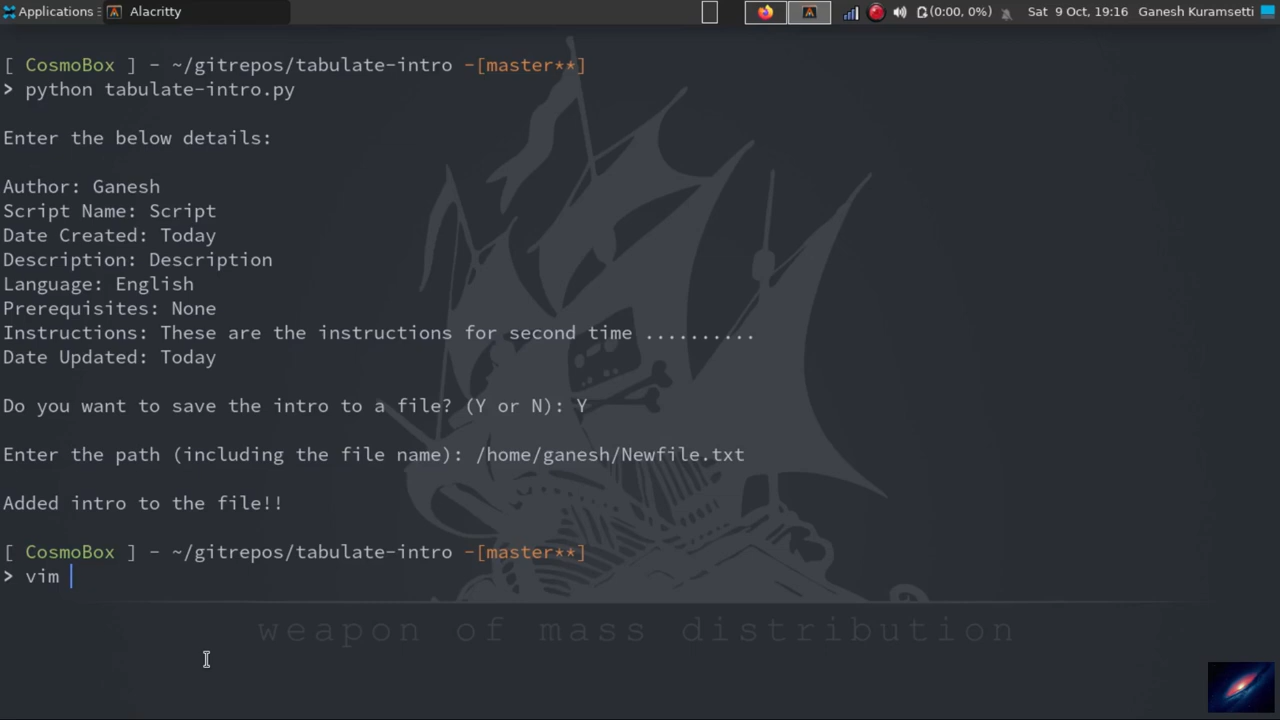 Applications Alacritty (0:00, 0%) Sat 9 Oct, 19:16 Ganesh Kuramsetti
[ CosmoBox ] - ~/gitrepos/tabulate-intro -[master**]
> python tabulate-intro.py
Enter the below details:
Author: Ganesh
Script Name: Script
Date Created: Today
Description: Description
Language: English
Prerequisites: None
Instructions: These are the instructions for second time ..........
Date Updated: Today
Do you want to save the intro to a file? (Y or N): Y
Enter the path (including the file name): /home/ganesh/Newfile.txt
Added intro to the file!!
[ CosmoBox ] - ~/gitrepos/tabulate-intro -[master**]
> vim
weapon of mass distribution